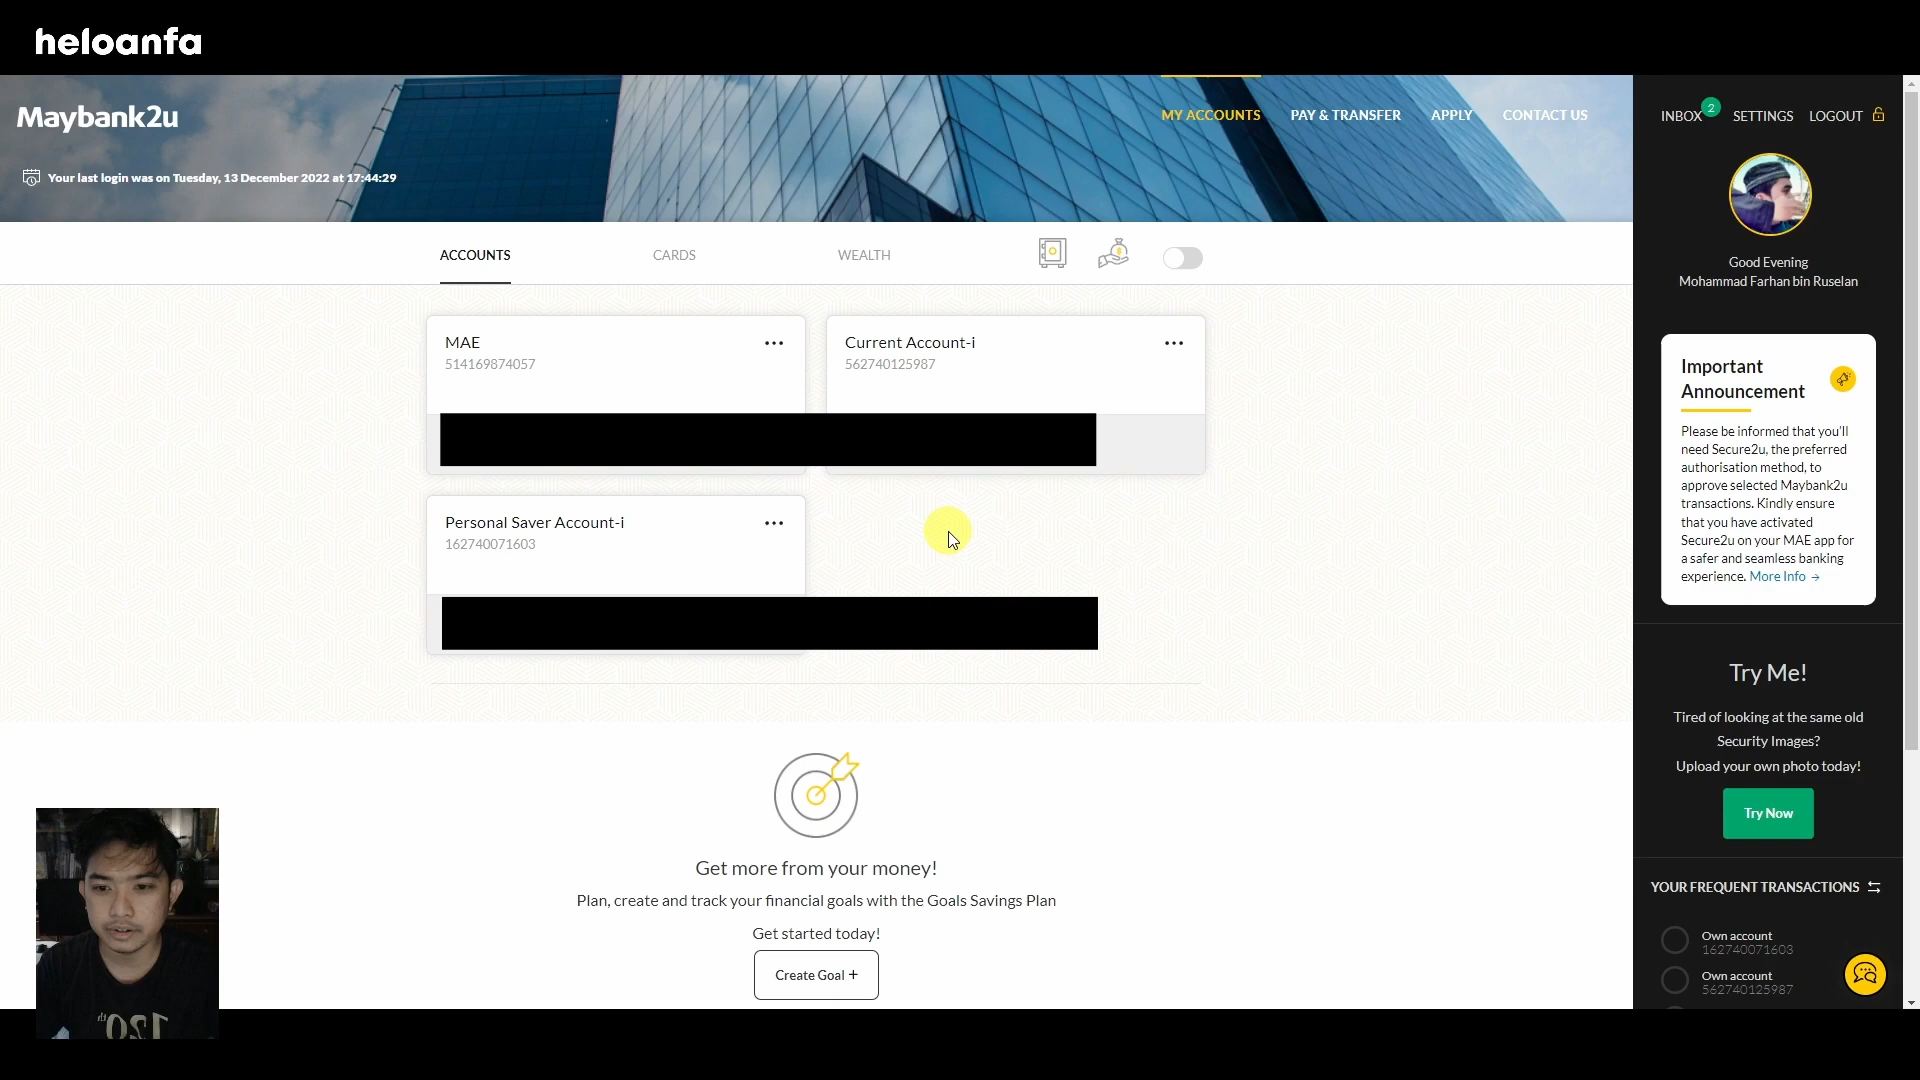 heloanfa
Maybank2u
MY ACCOUNTS
PAY & TRANSFER
APPLY
CONTACT US
INBOX 2
SETTINGS
LOGOUT
Your last login was on Tuesday, 13 December 2022 at 17:44:29
Good Evening
Mohammad Farhan bin Ruselan
ACCOUNTS
CARDS
WEALTH
MAE
514169874057
Current Account-i
562740125987
Personal Saver Account-i
162740071603
Important
Announcement
Please be informed that you'll
need Secure2u, the preferred
authorisation method, to
approve selected Maybank2u
transactions. Kindly ensure
that you have activated
Secure2u on your MAE app for
a safer and seamless banking
experience. More Info →
Try Me!
Tired of looking at the same old
Security Images?
Upload your own photo today!
Try Now
Get more from your money!
Plan, create and track your financial goals with the Goals Savings Plan
Get started today!
Create Goal +
YOUR FREQUENT TRANSACTIONS
Own account
162740071603
Own account
562740125987